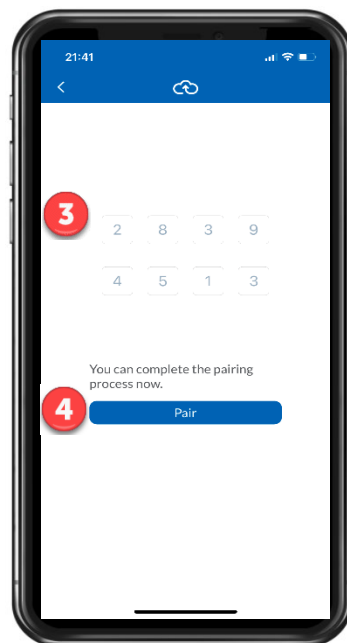 21:41
3
2 8 3 9
4 5 1 3
You can complete the pairing
process now.
4
Pair